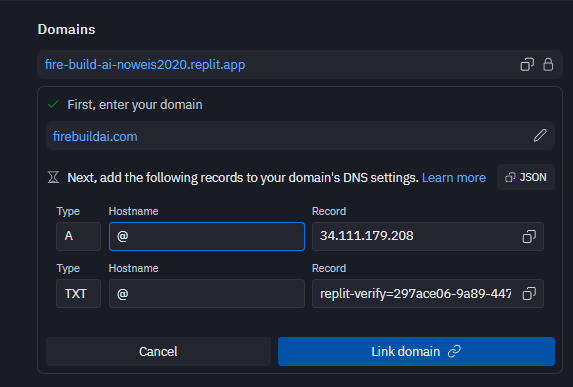 Domains
fire-build-ai-noweis2020.replit.app
First, enter your domain
firebuildai.com
Next, add the following records to your domain's DNS settings. Learn more JSON
Type Hostname Record
A @ 34.111.179.208
Type Hostname Record
TXT @ replit-verify=297ace06-9a89-447
Cancel Link domain